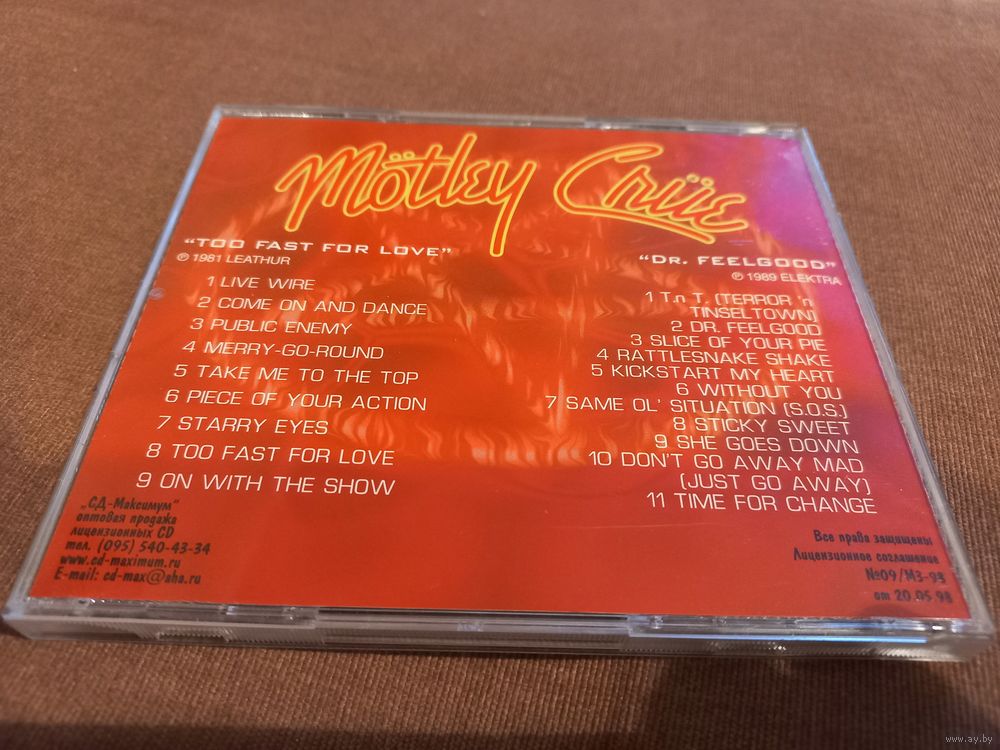 Mötley Crüe
"TOO FAST FOR LOVE"
℗ 1981 LEATHUR
1 LIVE WIRE
2 COME ON AND DANCE
3 PUBLIC ENEMY
4 MERRY-GO-ROUND
5 TAKE ME TO THE TOP
6 PIECE OF YOUR ACTION
7 STARRY EYES
8 TOO FAST FOR LOVE
9 ON WITH THE SHOW
"DR. FEELGOOD"
℗ 1989 ELEKTRA
1 T.n T. (TERROR 'n
TINSELTOWN)
2 DR. FEELGOOD
3 SLICE OF YOUR PIE
4 RATTLESNAKE SHAKE
5 KICKSTART MY HEART
6 WITHOUT YOU
7 SAME OL' SITUATION (S.O.S.)
8 STICKY SWEET
9 SHE GOES DOWN
10 DON'T GO AWAY MAD
(JUST GO AWAY)
11 TIME FOR CHANGE
„СД-Максимум"
оптовая продажа
лицензионных CD
тел. (095) 540-43-34
www.cd-maximum.ru
E-mail: cd-max@aha.ru
Все права защищены
Лицензионное соглашение
№09/МЗ-93
от 20.05.98
www.ay.by